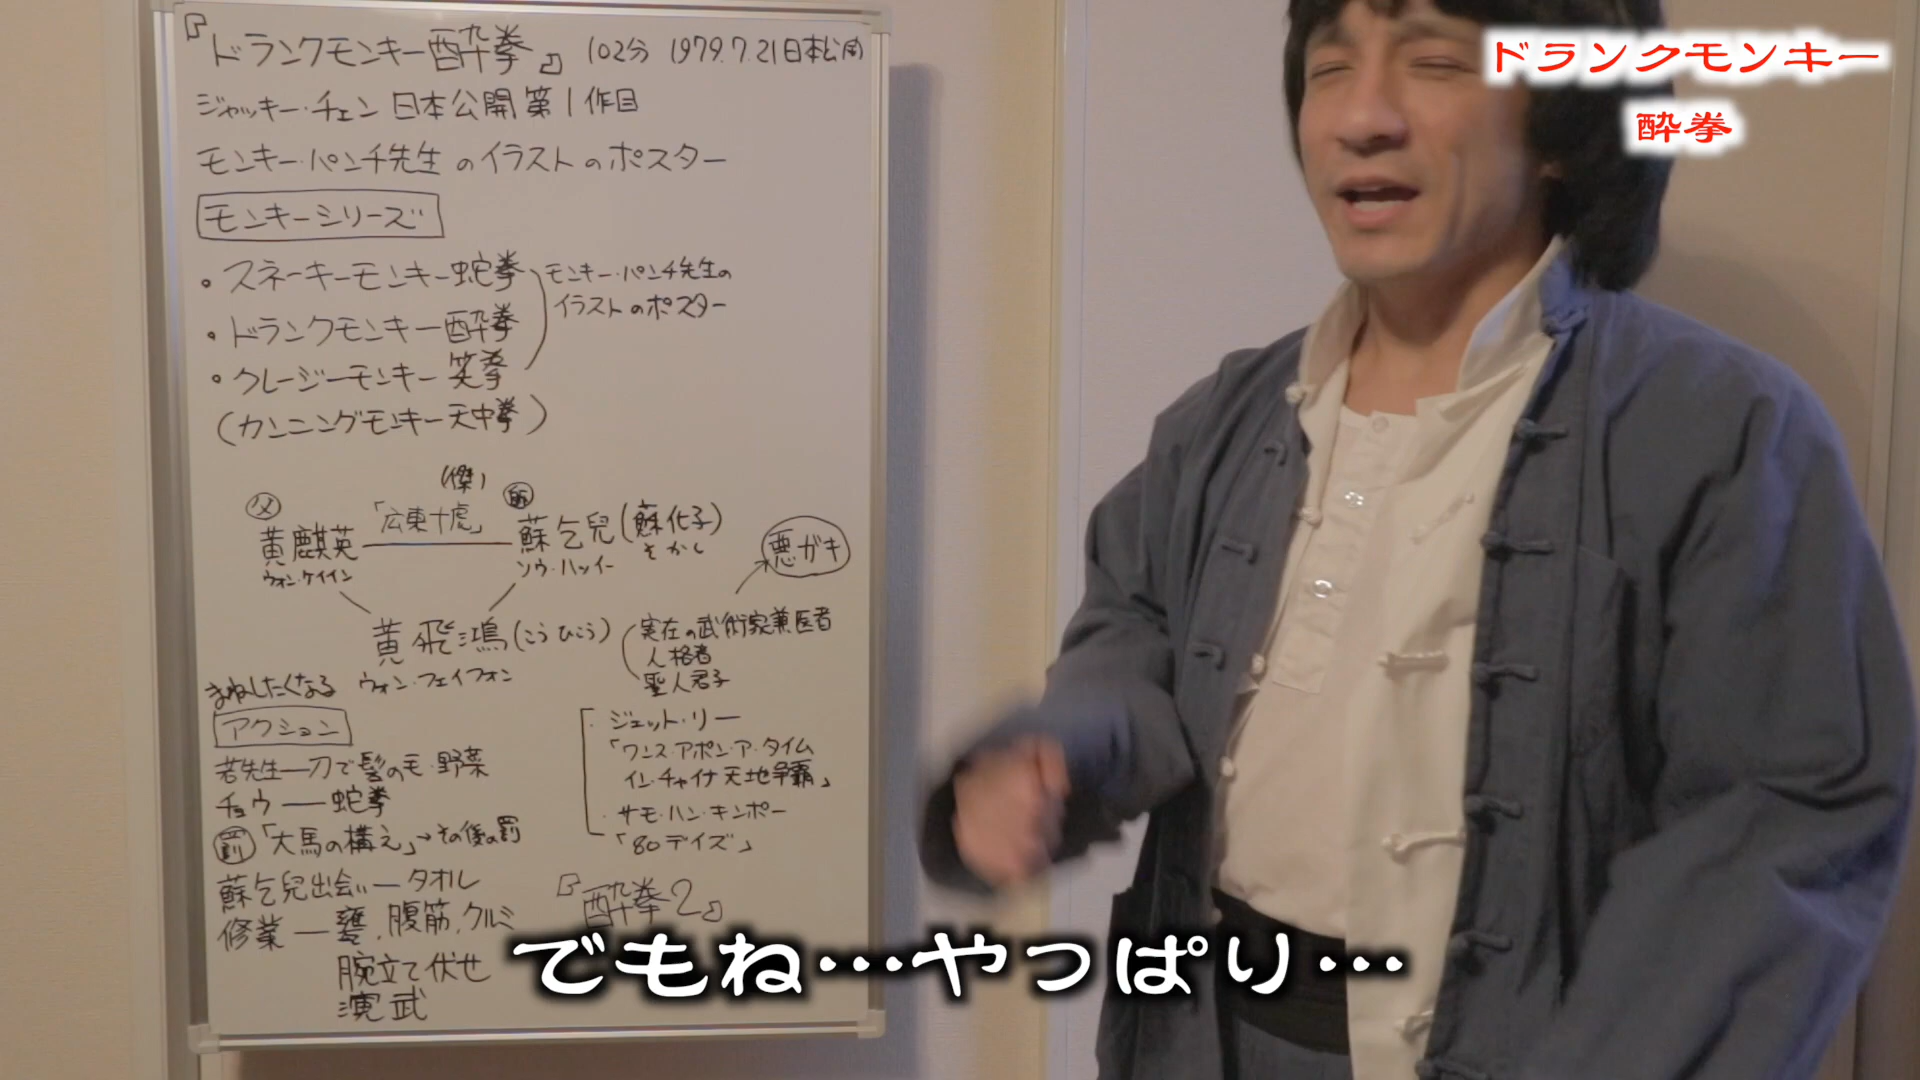 『ドランクモンキー酔拳』 102分 1979.7.21日本公開
ジャッキー・チェン 日本公開第1作目
モンキー・パンチ先生のイラストのポスター
モンキーシリーズ
・スネーキーモンキー蛇拳
・ドランクモンキー酔拳
・クレージーモンキー笑拳
モンキー・パンチ先生の
イラストのポスター
(カンニングモンキー天中拳)
父
黄麒英
ウォン・ケイイン
(傑)
「広東十虎」
師
蘇乞兒(蘇化子)
ソウ・ハッイー
そかし
悪ガキ
黄飛鴻(こうひこう)
ウォン・フェイフォン
実在の武術家兼医者
人格者
聖人君子
まねしたくなる
アクション
若先生―刀で髪のモ・野菜
チョウ――蛇拳
罰「大馬の構え」→その後の罰
蘇乞兒出会い―タオル
修業―甕、腹筋、クルミ
腕立て伏せ
演武
・ジェット・リー
「ワンス・アポン・ア・タイム
イン・チャイナ 天地争覇」
・サモ・ハン・キンポー
「80デイズ」
『酔拳2』
ドランクモンキー
酔拳
でもね…やっぱり…